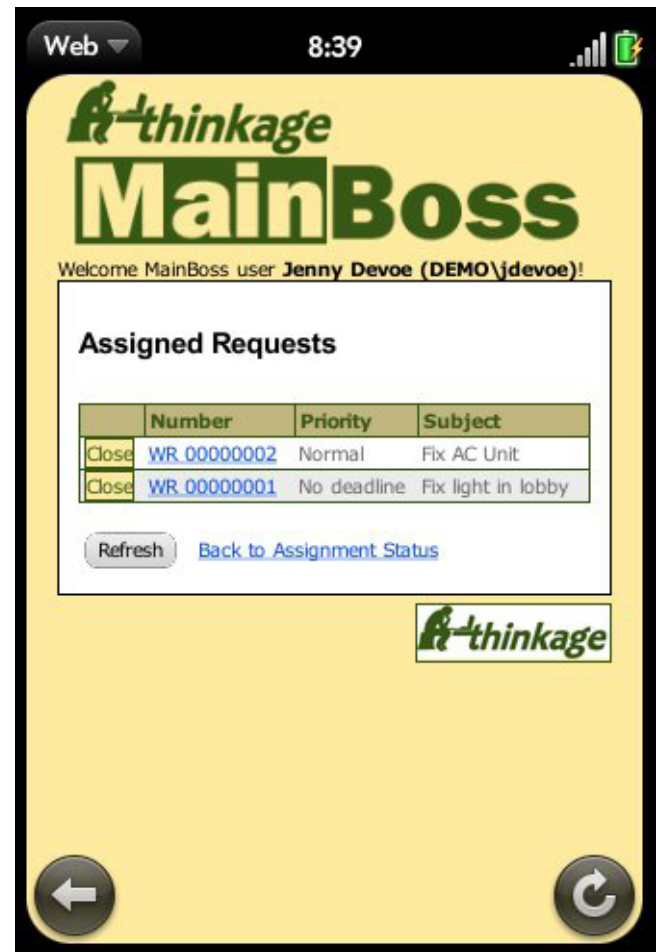 Web 8:39
thinkage
MainBoss
Welcome MainBoss user Jenny Devoe (DEMO\jdevoe)!
Assigned Requests
Number Priority Subject
Close WR 00000002 Normal Fix AC Unit
Close WR 00000001 No deadline Fix light in lobby
Refresh Back to Assignment Status
thinkage